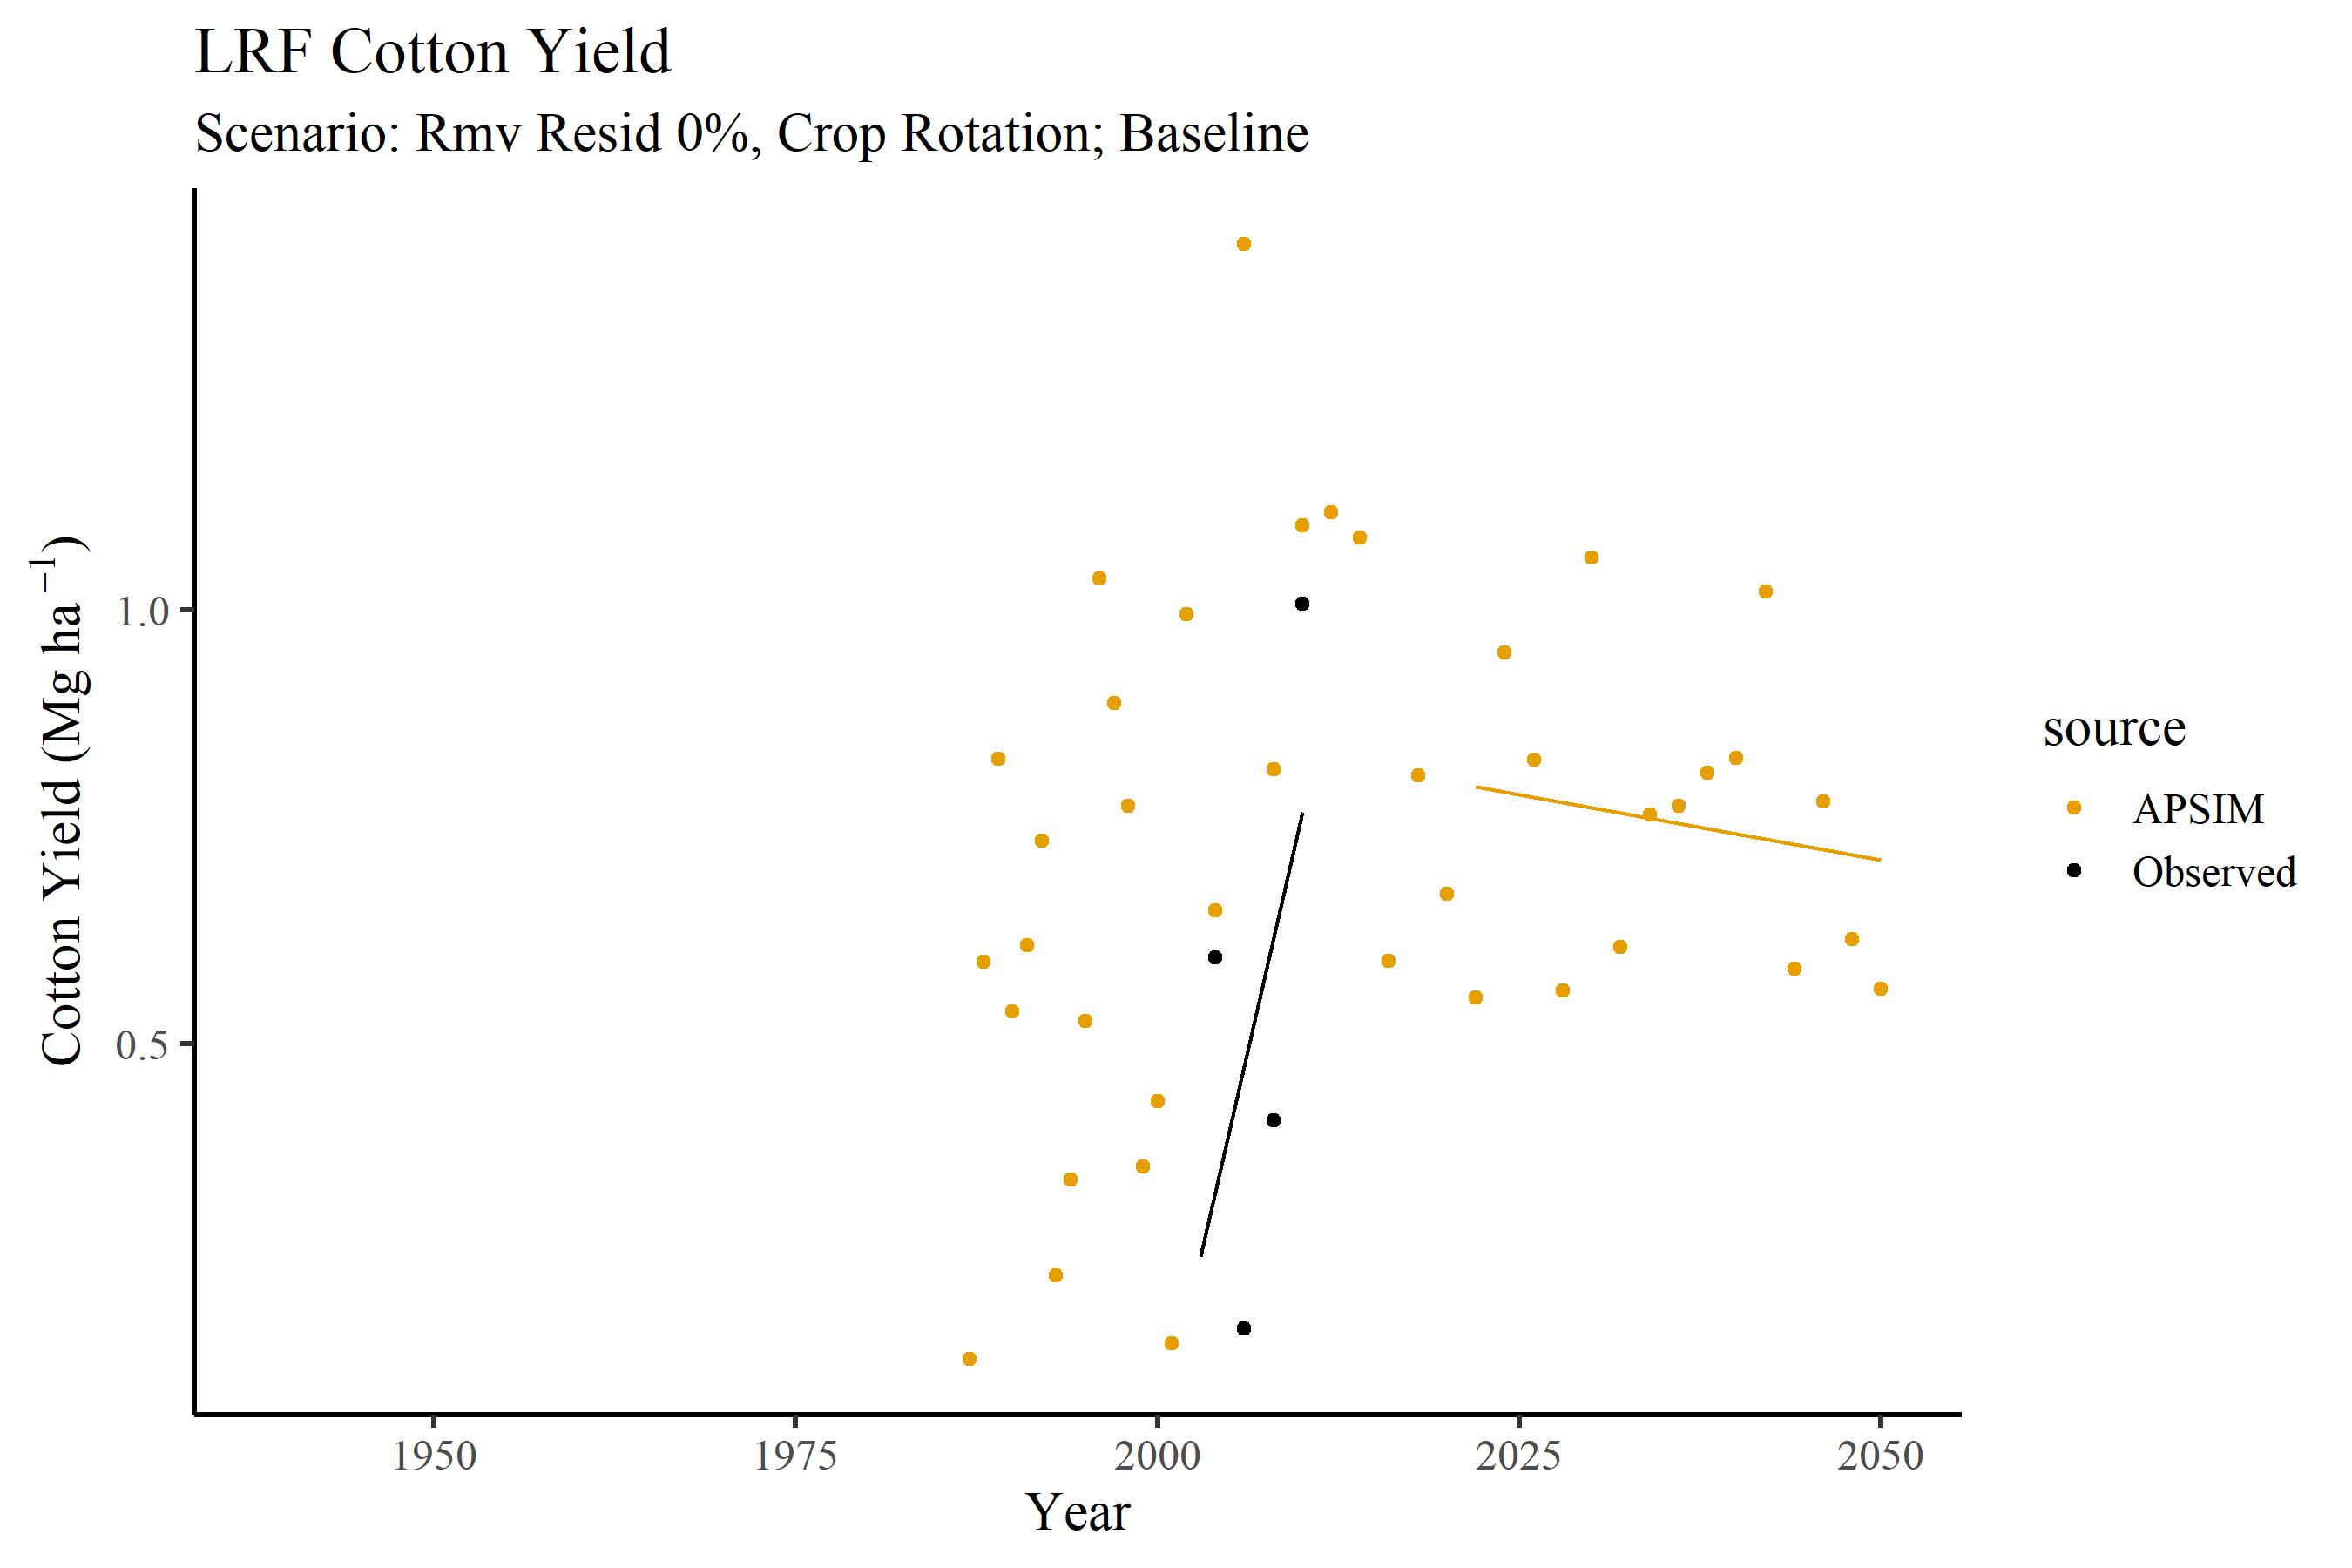 LRF Cotton Yield
Scenario: Rmv Resid 0%, Crop Rotation; Baseline
Cotton Yield (Mg ha⁻¹)
1.0
0.5
1950 1975 2000 2025 2050
Year
source
APSIM
Observed